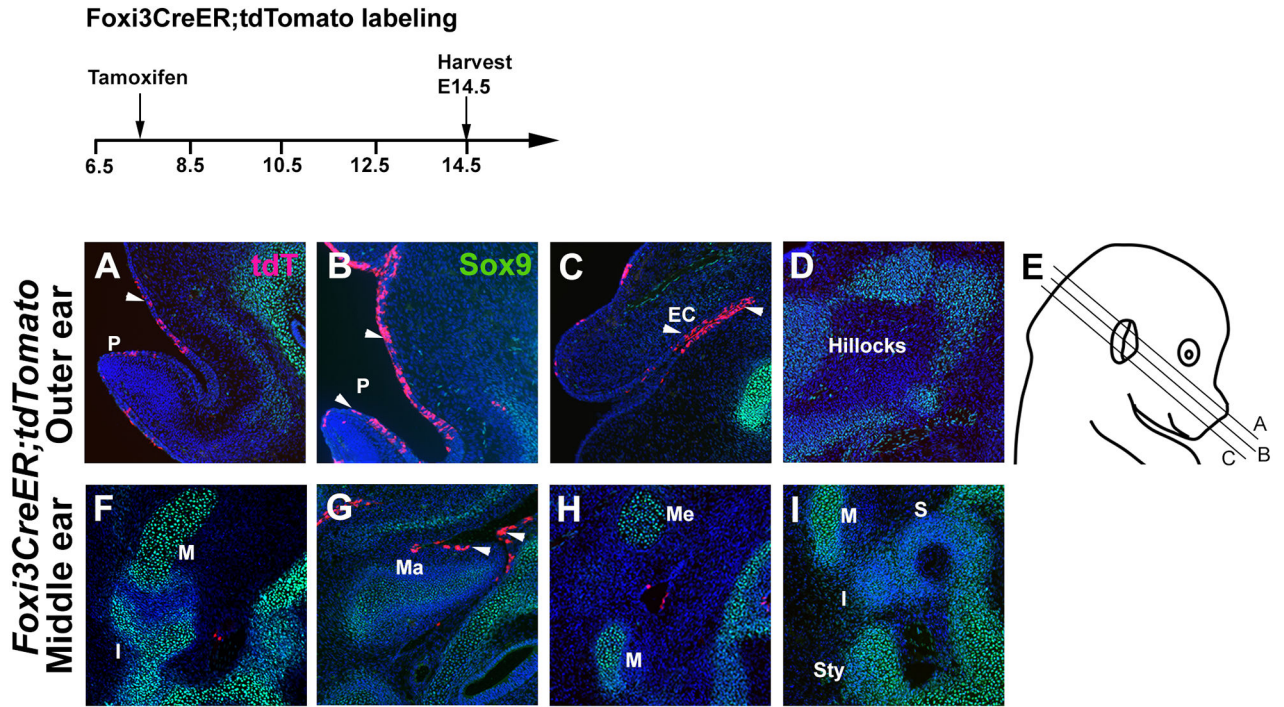 Foxi3CreER;tdTomato labeling
Tamoxifen
Harvest
E14.5
6.5
8.5
10.5
12.5
14.5
Foxi3CreER;tdTomato
Outer ear
Middle ear
A
tdT
P
B
Sox9
P
C
EC
D
Hillocks
E
A
B
C
F
M
I
G
Ma
H
Me
M
I
M
S
I
Sty